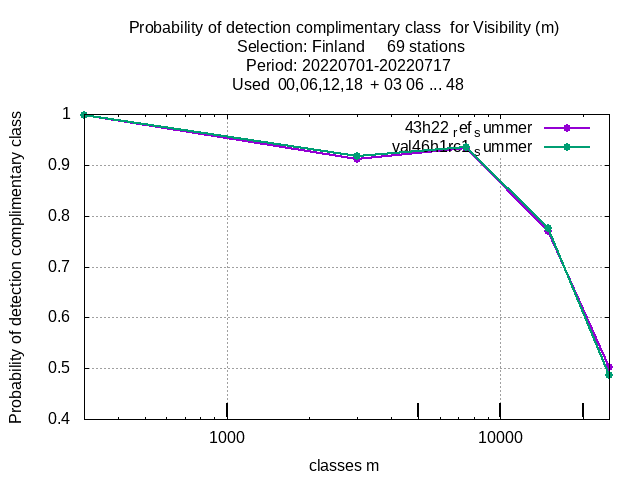 Probability of detection complimentary class for Visibility (m)
Selection: Finland 69 stations
Period: 20220701-20220717
Used 00,06,12,18 + 03 06 ... 48
Probability of detection complimentary class
1
0.9
0.8
0.7
0.6
0.5
0.4
43h22 ref summer
val46h1rc1 summer
1000
10000
classes m